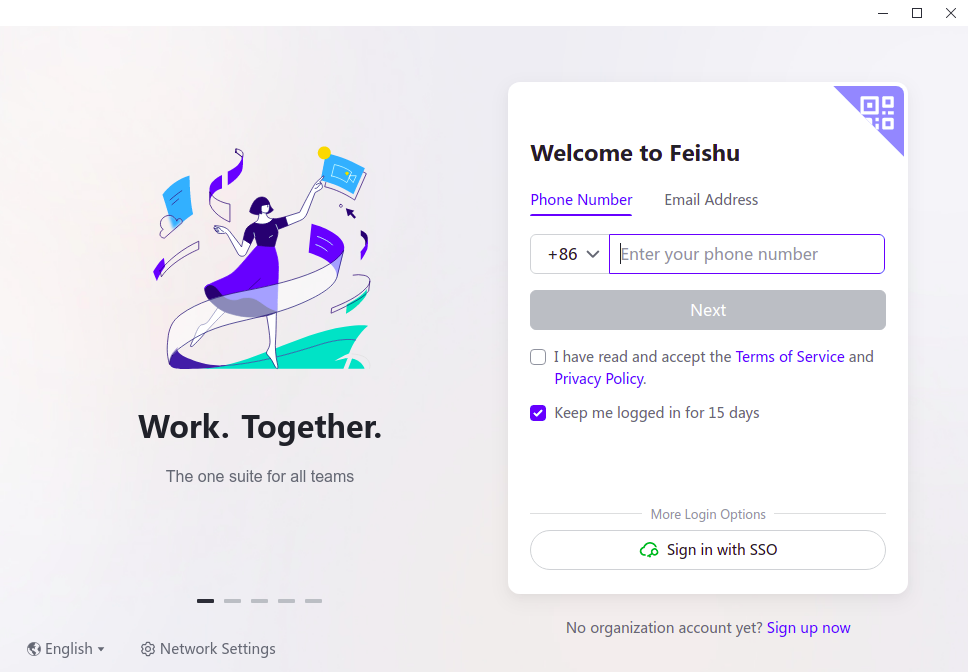 Welcome to Feishu
Phone Number
Email Address
+86
Enter your phone number
Next
I have read and accept the Terms of Service and
Privacy Policy.
Keep me logged in for 15 days
More Login Options
Sign in with SSO
No organization account yet? Sign up now
Work. Together.
The one suite for all teams
English
Network Settings